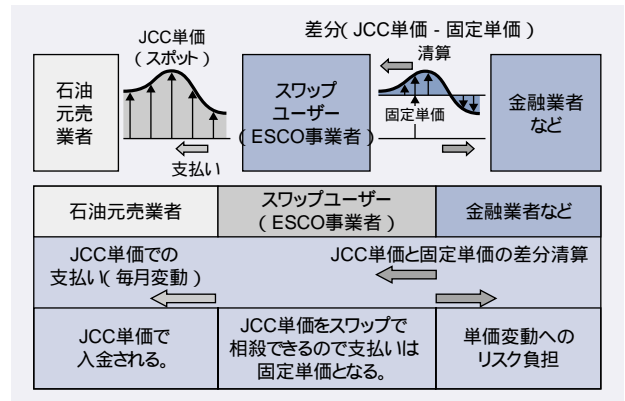 JCC単価
（スポット）
差分（JCC単価 - 固定単価）
清算
石油
元売
業者
スワップ
ユーザー
（ESCO事業者）
固定単価
金融業者
など
支払い
石油元売業者
スワップユーザー
（ESCO事業者）
金融業者など
JCC単価での
支払い（毎月変動）
JCC単価と固定単価の差分清算
JCC単価で
入金される。
JCC単価をスワップで
相殺できるので支払いは
固定単価となる。
単価変動への
リスク負担